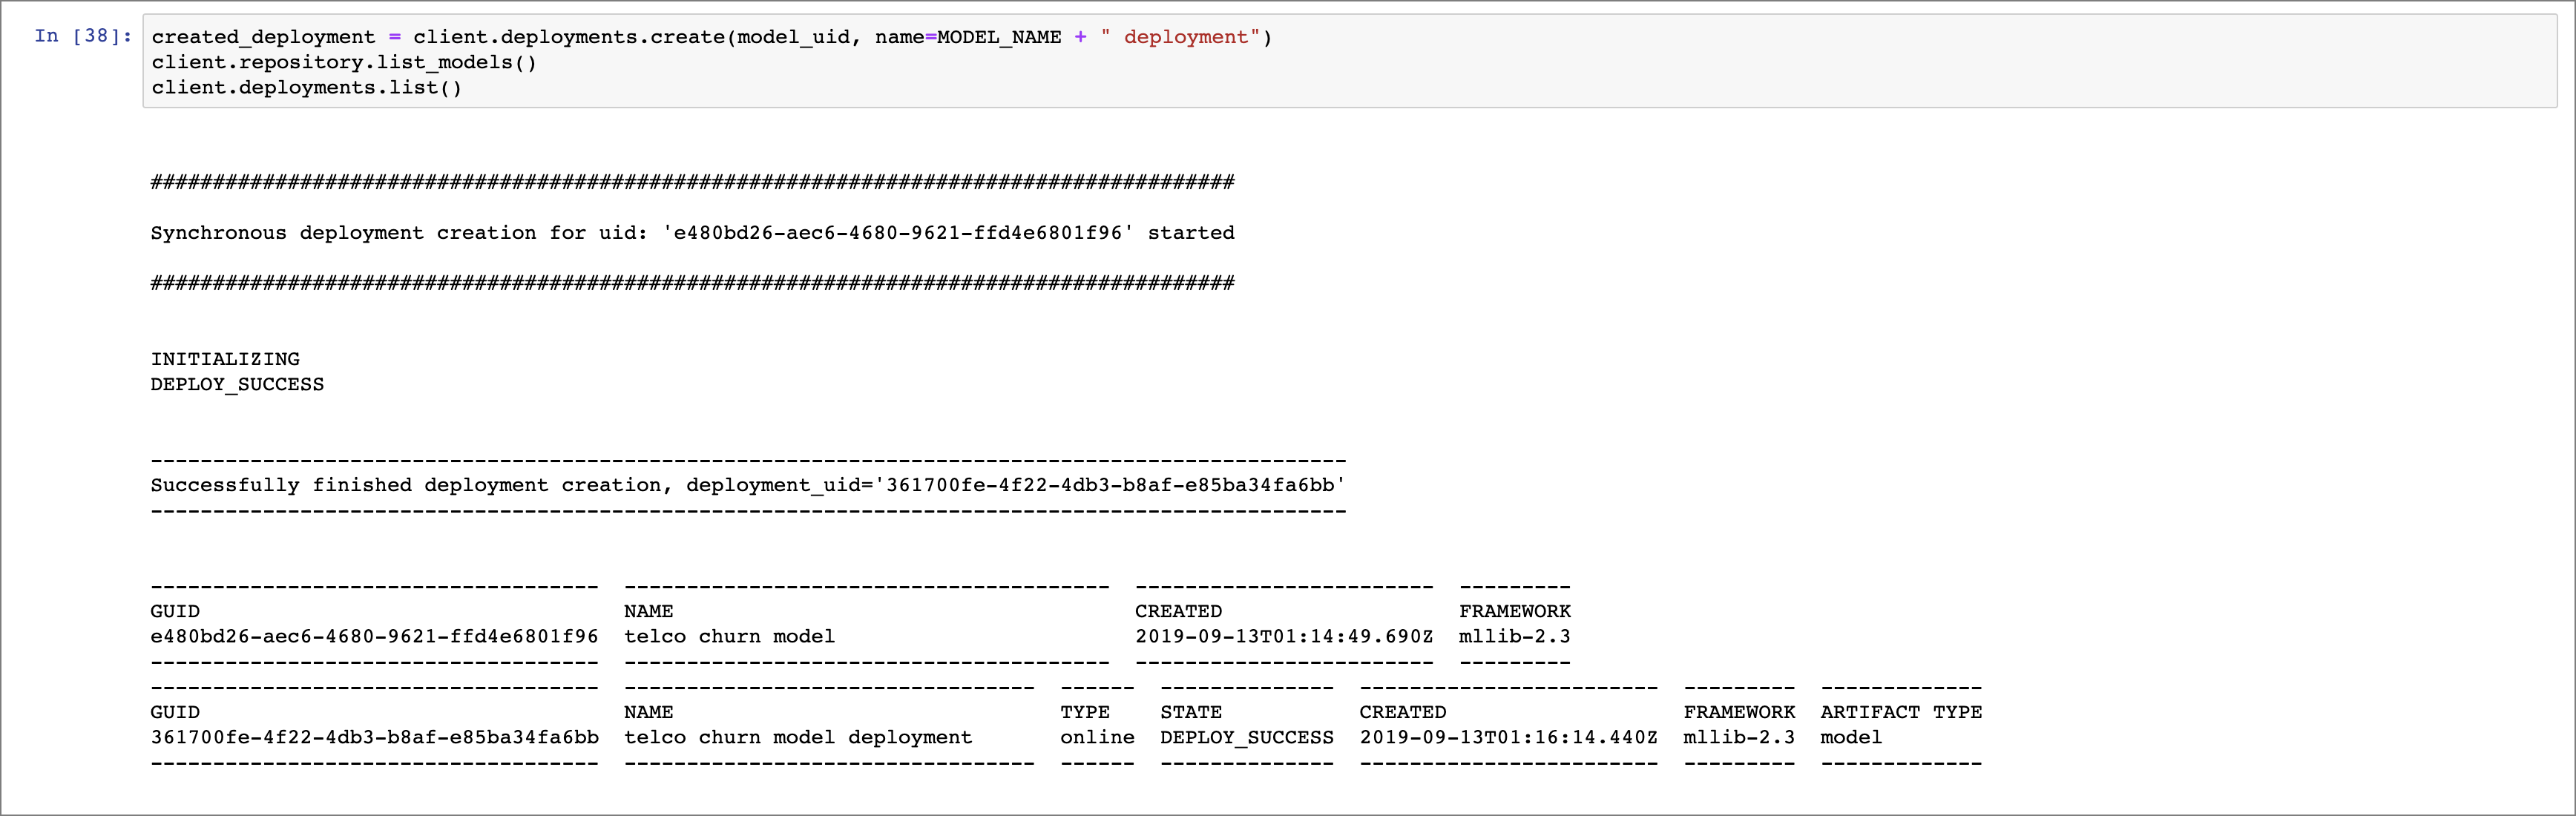 In [38]: created_deployment = client.deployments.create(model_uid, name=MODEL_NAME + " deployment")
client.repository.list_models()
client.deployments.list()
#######################################################################################
Synchronous deployment creation for uid: 'e480bd26-aec6-4680-9621-ffd4e6801f96' started
#######################################################################################
INITIALIZING
DEPLOY_SUCCESS
------------------------------------------------------------------------------------------------
Successfully finished deployment creation, deployment_uid='361700fe-4f22-4db3-b8af-e85ba34fa6bb'
------------------------------------------------------------------------------------------------
------------------------------------  ---------------------------------------  ------------------------  ---------
GUID                                  NAME                                     CREATED                   FRAMEWORK
e480bd26-aec6-4680-9621-ffd4e6801f96  telco churn model                        2019-09-13T01:14:49.690Z  mllib-2.3
------------------------------------  ---------------------------------------  ------------------------  ---------
------------------------------------  ---------------------------------  ------  --------------  ------------------------  ---------  -------------
GUID                                  NAME                               TYPE    STATE           CREATED                   FRAMEWORK  ARTIFACT TYPE
361700fe-4f22-4db3-b8af-e85ba34fa6bb  telco churn model deployment       online  DEPLOY_SUCCESS  2019-09-13T01:16:14.440Z  mllib-2.3  model
------------------------------------  ---------------------------------  ------  --------------  ------------------------  ---------  -------------